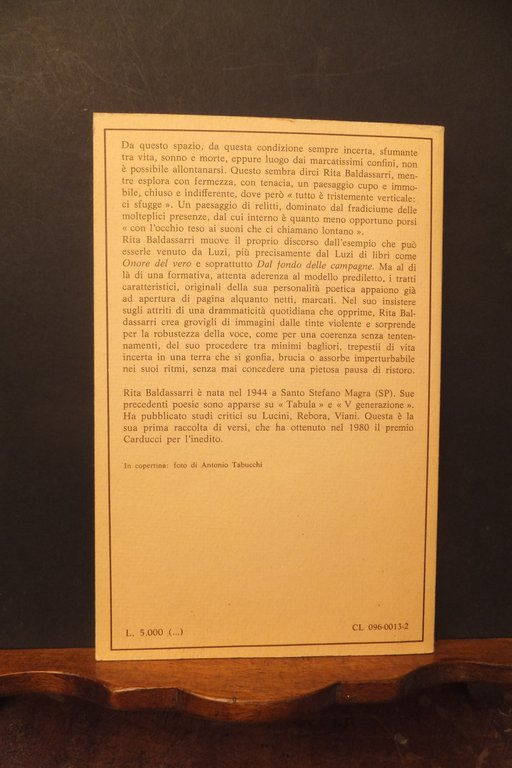 Da questo spazio, da questa condizione sempre incerta, sfumante
tra vita, sonno e morte, eppure luogo dai marcatissimi confini, non
è possibile allontanarsi. Questo sembra dirci Rita Baldassarri, men-
tre esplora con fermezza, con tenacia, un paesaggio cupo e immo-
bile, chiuso e indifferente, dove però « tutto è tristemente verticale:
ci sfugge ». Un paesaggio di relitti, dominato dal fradiciume delle
molteplici presenze, dal cui interno è quanto meno opportuno porsi
« con l'occhio teso ai suoni che ci chiamano lontano ».
Rita Baldassarri muove il proprio discorso dall'esempio che può
esserle venuto da Luzi, più precisamente dal Luzi di libri come
Onore del vero e soprattutto Dal fondo delle campagne. Ma al di
là di una formativa, attenta aderenza al modello prediletto, i tratti
caratteristici, originali della sua personalità poetica appaiono già
ad apertura di pagina alquanto netti, marcati. Nel suo insistere
sugli attriti di una drammaticità quotidiana che opprime, Rita Bal-
dassarri crea grovigli di immagini dalle tinte violente e sorprende
per la robustezza della voce, come per una coerenza senza tenten-
namenti, del suo procedere tra minimi bagliori, trepestii di vita
incerta in una terra che si gonfia, brucia o assorbe imperturbabile
nei suoi ritmi, senza mai concedere una pietosa pausa di ristoro.
Rita Baldassarri è nata nel 1944 a Santo Stefano Magra (SP). Sue
precedenti poesie sono apparse su « Tabula » e « V generazione ».
Ha pubblicato studi critici su Lucini, Rebora, Viani. Questa è la
sua prima raccolta di versi, che ha ottenuto nel 1980 il premio
Carducci per l'inedito.
In copertina: foto di Antonio Tabucchi
L. 5.000 (...)
CL 096-0013-2